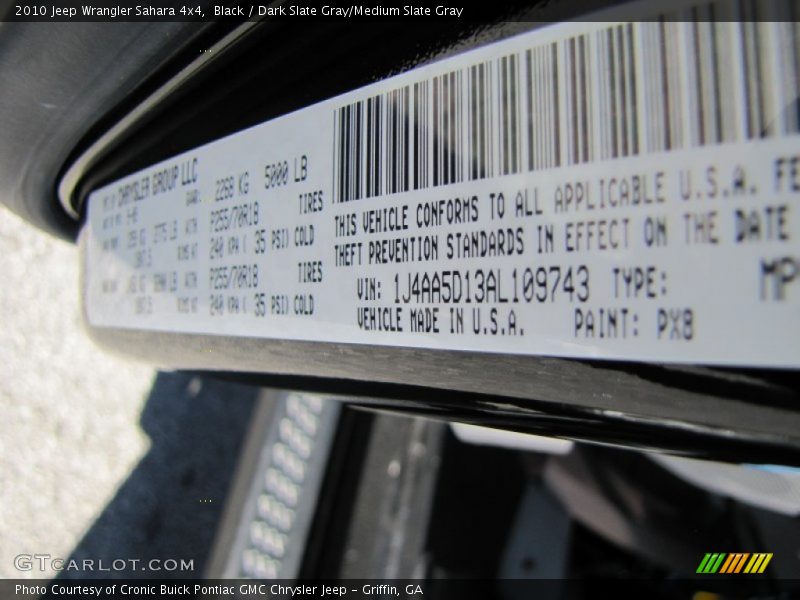 2010 Jeep Wrangler Sahara 4x4, Black / Dark Slate Gray/Medium Slate Gray
CHRYSLER GROUP LLC
2268 KG 5000 LB
TIRES
P255/70R18
240 KPA ( 35 PSI) COLD
TIRES
P255/70R18
240 KPA ( 35 PSI) COLD
THIS VEHICLE CONFORMS TO ALL APPLICABLE U.S.A. FE
THEFT PREVENTION STANDARDS IN EFFECT ON THE DATE
VIN: 1J4AA5D13AL109743 TYPE: MP
VEHICLE MADE IN U.S.A. PAINT: PX8
GTCARLOT.COM
Photo Courtesy of Cronic Buick Pontiac GMC Chrysler Jeep - Griffin, GA